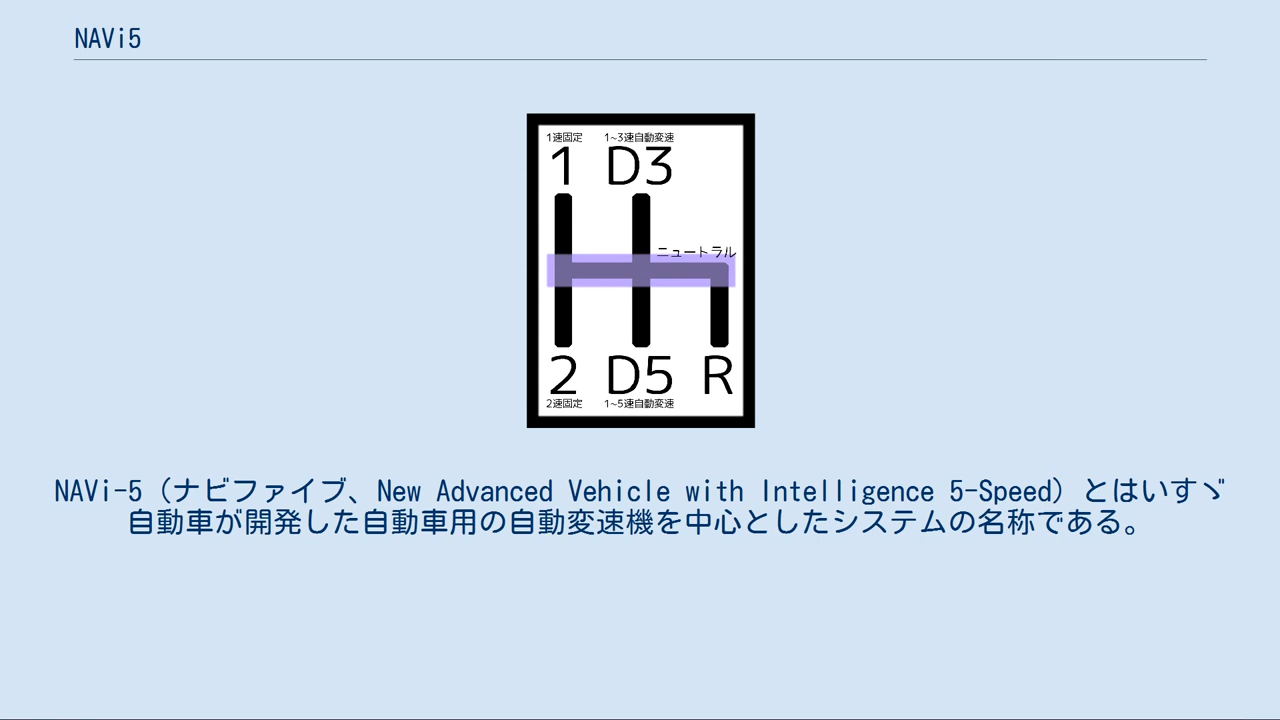 NAVi5
1速固定 1~3速自動変速
1 D3
ニュートラル
2 D5 R
2速固定 1~5速自動変速
NAVi-5（ナビファイブ、New Advanced Vehicle with Intelligence 5-Speed）とはいすゞ
自動車が開発した自動車用の自動変速機を中心としたシステムの名称である。